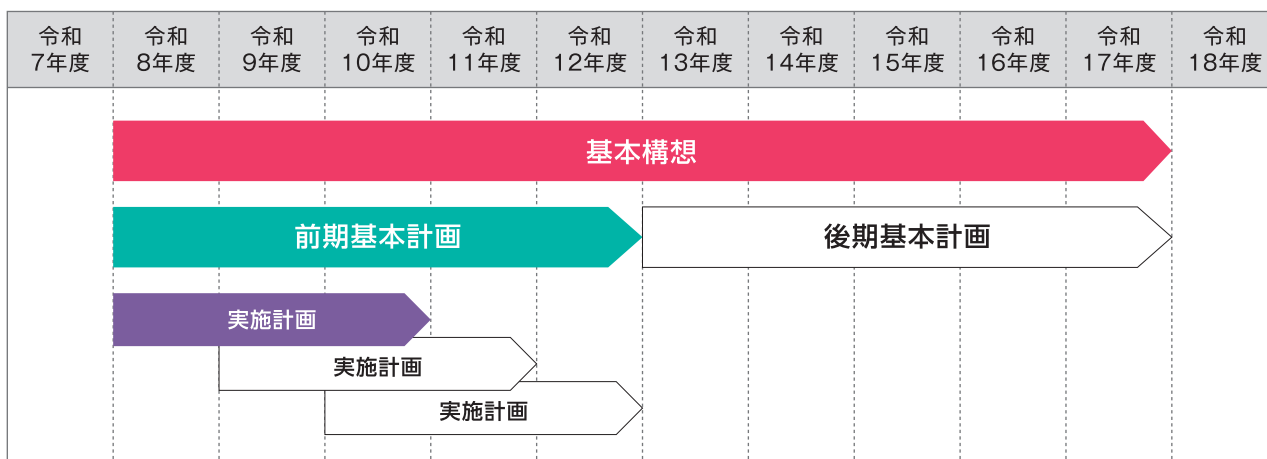 令和
7年度
令和
8年度
令和
9年度
令和
10年度
令和
11年度
令和
12年度
令和
13年度
令和
14年度
令和
15年度
令和
16年度
令和
17年度
令和
18年度
基本構想
前期基本計画
後期基本計画
実施計画
実施計画
実施計画